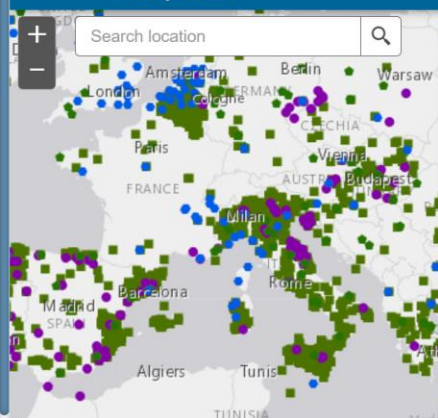 Search location
Amsterdam
Berlin
Warsaw
London
Cologne
GERMANY
CZECHIA
Paris
Vienna
Budapest
FRANCE
AUSTRIA
Milan
Rome
Barcelona
Madrid
SPAIN
Algiers
Tunis
TUNISIA